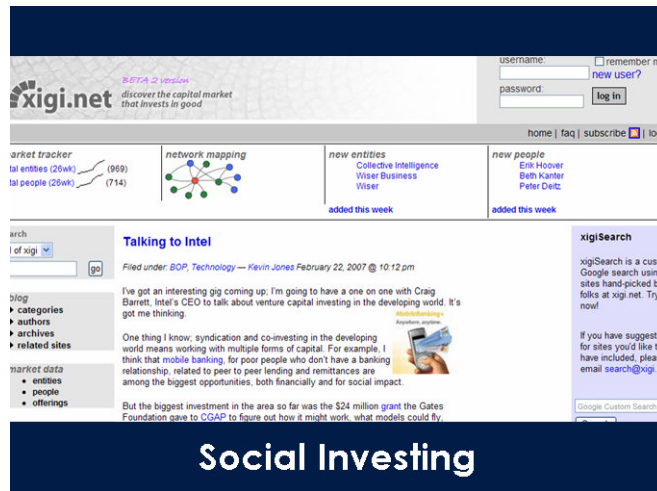 username:
remember m
new user?
password:
log in
xigi.net
BETA 2 version
discover the capital market
that invests in good
home | faq | subscribe | lo
arket tracker
tal entities (26wk) (969)
tal people (26wk) (714)
network mapping
new entities
Collective Intelligence
Wiser Business
Wiser
added this week
new people
Erik Hoover
Beth Kanter
Peter Deitz
added this week
arch
l of xigi
go
blog
categories
authors
archives
related sites
market data
entities
people
offerings
Talking to Intel
Filed under: BOP, Technology — Kevin Jones February 22, 2007 @ 10:12 pm
I've got an interesting gig coming up; I'm going to have a one on one with Craig
Barrett, Intel's CEO to talk about venture capital investing in the developing world. It's
got me thinking.
MobileBanking+
Anywhere, anytime.
One thing I know; syndication and co-investing in the developing
world means working with multiple forms of capital. For example, I
think that mobile banking, for poor people who don't have a banking
relationship, related to peer to peer lending and remittances are
among the biggest opportunities, both financially and for social impact.
But the biggest investment in the area so far was the $24 million grant the Gates
Foundation gave to CGAP to figure out how it might work, what models could fly,
xigiSearch
xigiSearch is a cus
Google search usin
sites hand-picked b
folks at xigi.net. Try
now!
If you have suggest
for sites you'd like t
have included, plea
email search@xigi.
Google Custom Search
Social Investing